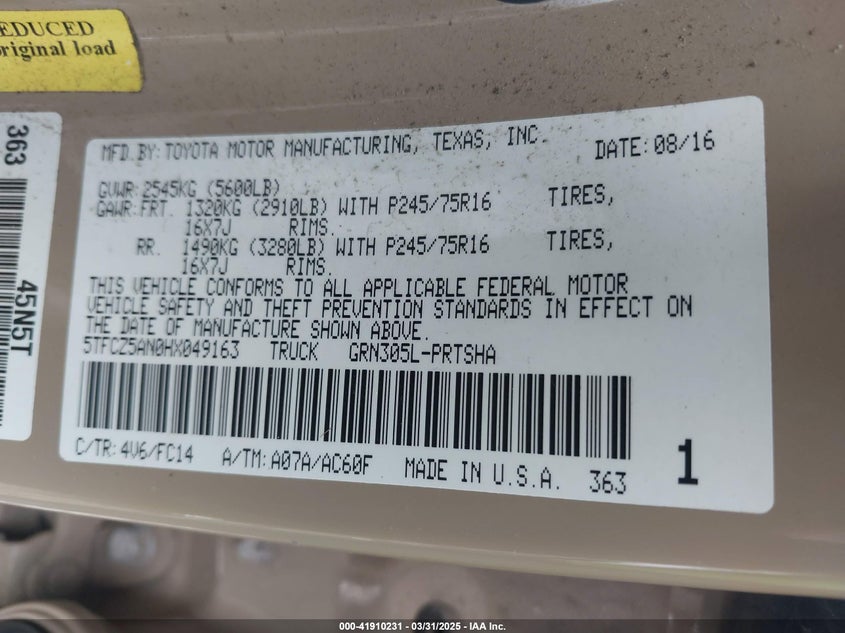 EDUCED
original load
363
45N5T
MFD.BY:TOYOTA MOTOR MANUFACTURING, TEXAS, INC. DATE:08/16
GVWR:2545KG (5600LB)
GAWR:FRT. 1320KG (2910LB) WITH P245/75R16 TIRES,
16X7J RIMS.
RR. 1490KG (3280LB) WITH P245/75R16 TIRES,
16X7J RIMS.
THIS VEHICLE CONFORMS TO ALL APPLICABLE FEDERAL MOTOR
VEHICLE SAFETY AND THEFT PREVENTION STANDARDS IN EFFECT ON
THE DATE OF MANUFACTURE SHOWN ABOVE.
5TFCZ5AN0HX049163 TRUCK GRN305L-PRTSHA
C/TR:4V6/FC14 A/TM:A07A/AC60F MADE IN U.S.A. 363 1
000-41910231 - 03/31/2025 - IAA Inc.